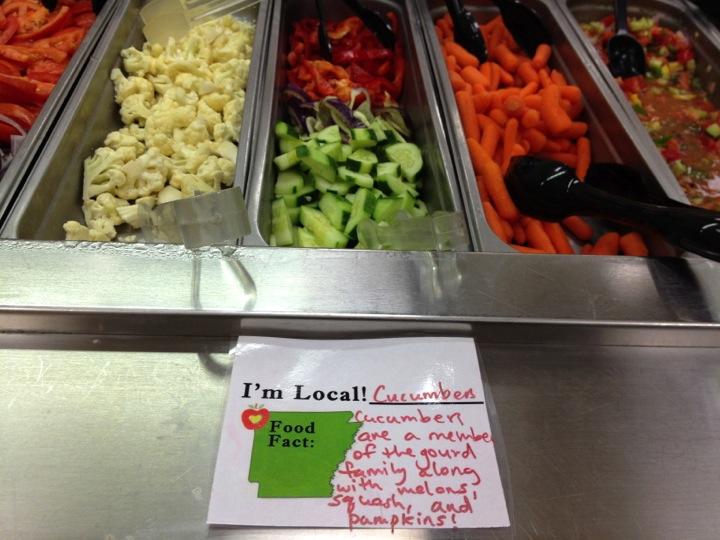 I'm Local! Cucumbers
Food
Fact:
Cucumbers
are a member
of the gourd
family along
with melons,
squash, and
pumpkins!